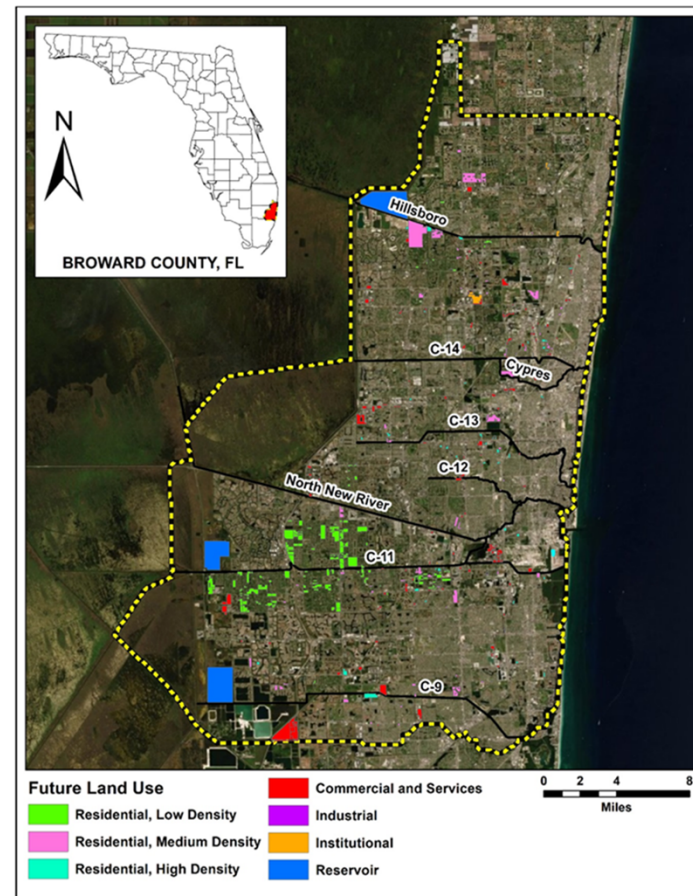 N
BROWARD COUNTY, FL
Hillsboro
C-14
Cypres
C-13
C-12
North New River
C-11
C-9
Future Land Use
Residential, Low Density
Residential, Medium Density
Residential, High Density
Commercial and Services
Industrial
Institutional
Reservoir
0 2 4 8
Miles